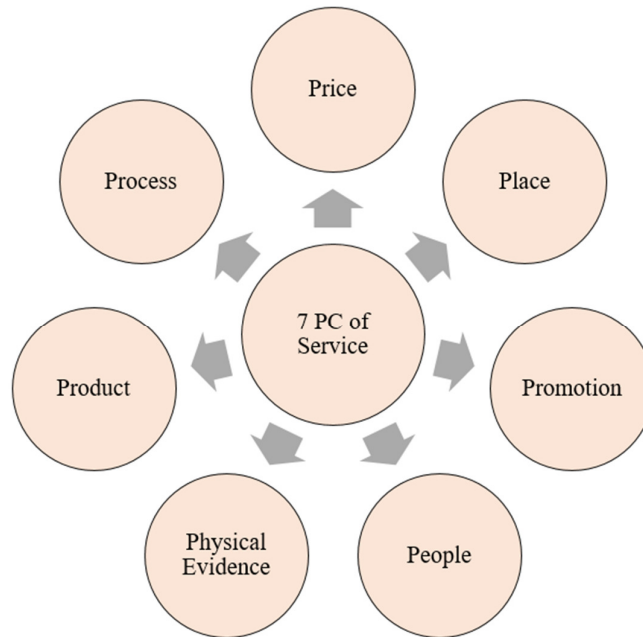 Price
Process
Place
7 PC of
Service
Product
Promotion
Physical
Evidence
People